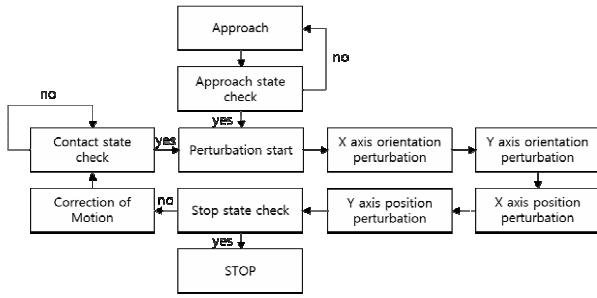 Approach
no
Approach state
check
no
yes
Contact state
check
yes
Perturbation start
X axis orientation
perturbation
Y axis orientation
perturbation
Correction of
Motion
no
Stop state check
Y axis position
perturbation
X axis position
perturbation
yes
STOP